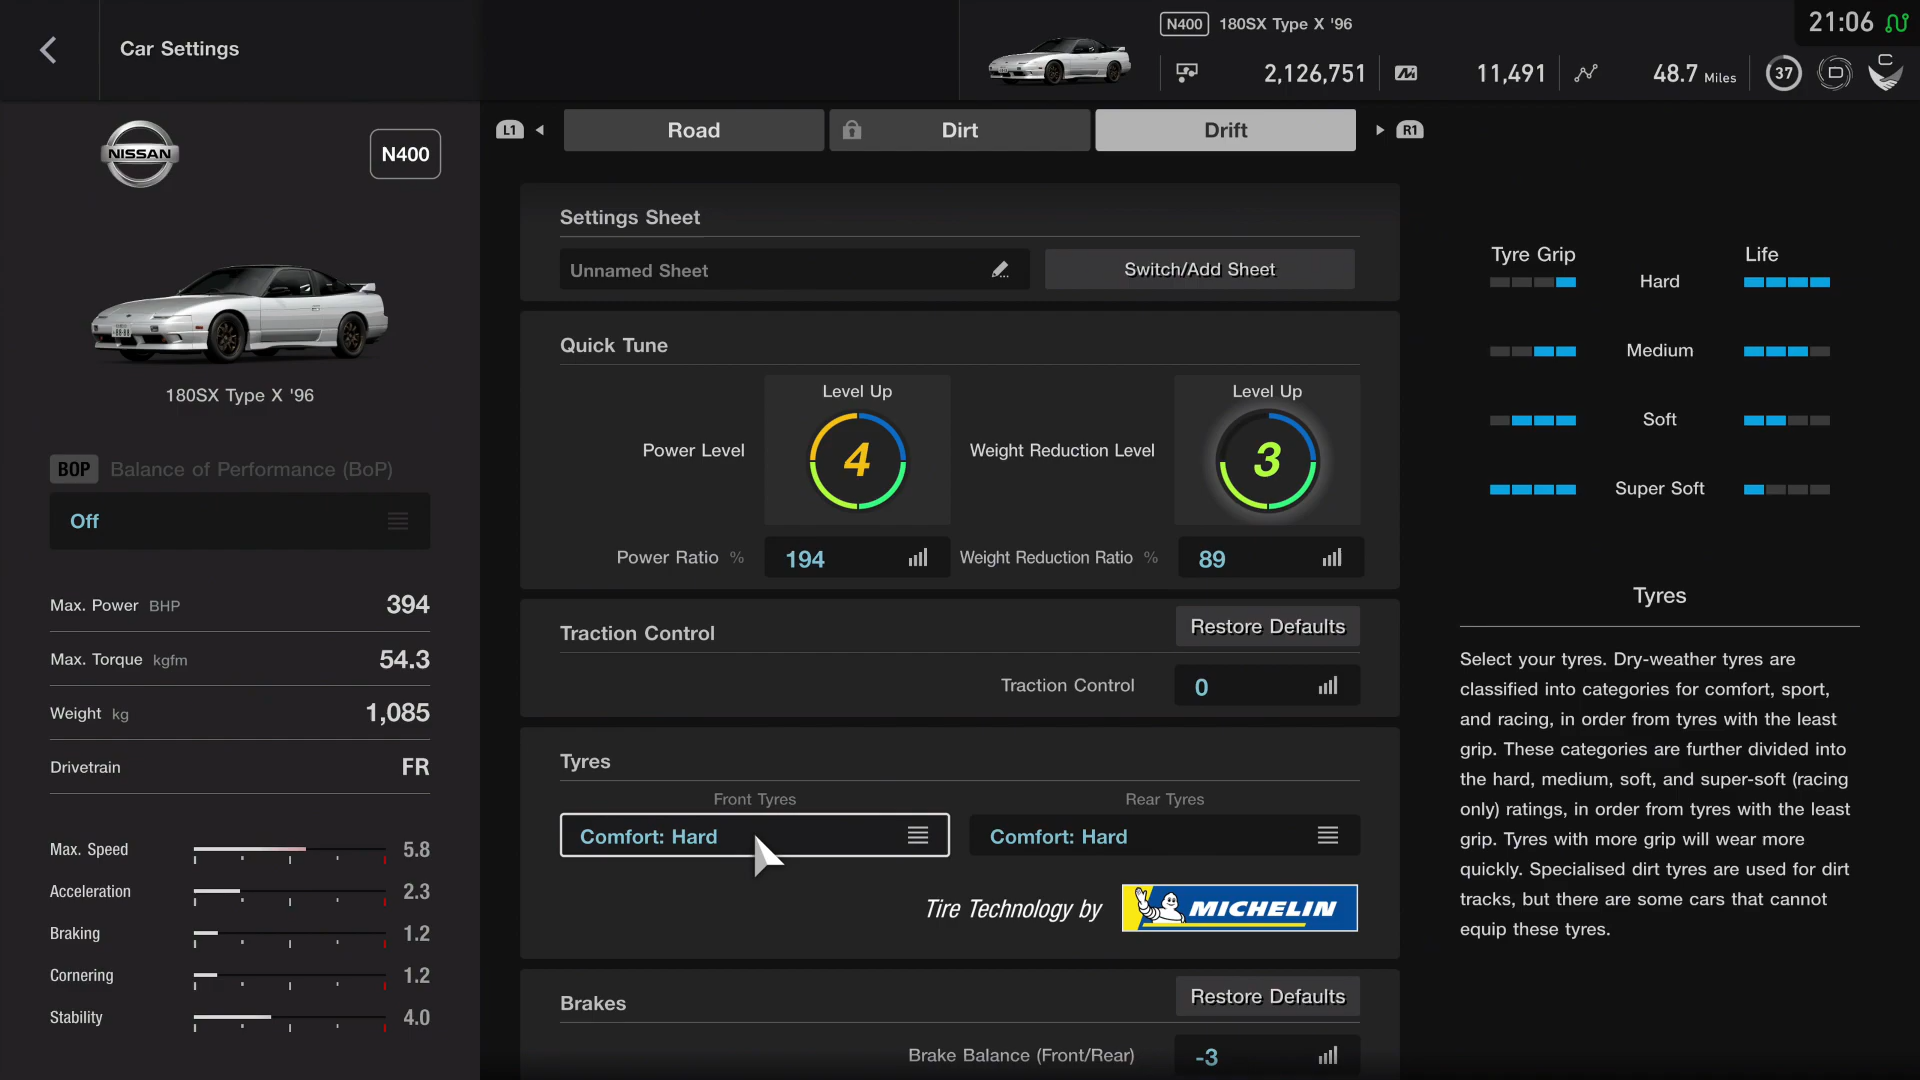 Car Settings
N400 180SX Type X '96
21:06
2,126,751
11,491
48.7 Miles
37
D
C
NISSAN
N400
180SX Type X '96
BOP Balance of Performance (BoP)
Off
Max. Power BHP 394
Max. Torque kgfm 54.3
Weight kg 1,085
Drivetrain FR
Max. Speed 5.8
Acceleration 2.3
Braking 1.2
Cornering 1.2
Stability 4.0
L1 Road Dirt Drift R1
Settings Sheet
Unnamed Sheet Switch/Add Sheet
Quick Tune
Level Up Level Up
Power Level 4 Weight Reduction Level 3
Power Ratio % 194 Weight Reduction Ratio % 89
Traction Control Restore Defaults
Traction Control 0
Tyres
Front Tyres Rear Tyres
Comfort: Hard Comfort: Hard
Tire Technology by MICHELIN
Brakes Restore Defaults
Brake Balance (Front/Rear) -3
Tyre Grip Life
Hard
Medium
Soft
Super Soft
Tyres
Select your tyres. Dry-weather tyres are
classified into categories for comfort, sport,
and racing, in order from tyres with the least
grip. These categories are further divided into
the hard, medium, soft, and super-soft (racing
only) ratings, in order from tyres with the least
grip. Tyres with more grip will wear more
quickly. Specialised dirt tyres are used for dirt
tracks, but there are some cars that cannot
equip these tyres.